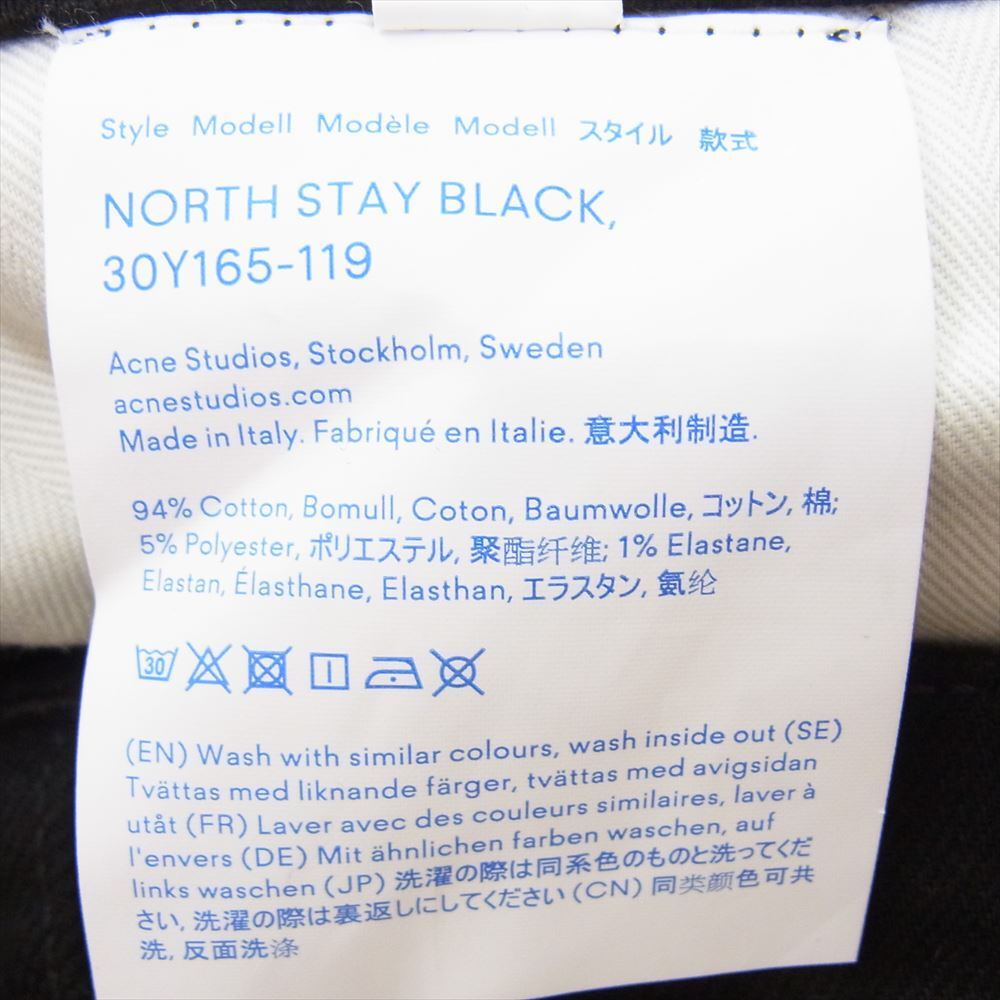 Style Modell Modèle Modell スタイル 款式
NORTH STAY BLACK,
30Y165-119
Acne Studios, Stockholm, Sweden
acnestudios.com
Made in Italy. Fabriqué en Italie. 意大利制造.
94% Cotton, Bomull, Coton, Baumwolle, コットン, 棉;
5% Polyester, ポリエステル, 聚酯纤维; 1% Elastane,
Elastan, Élasthane, Elasthan, エラスタン, 氨纶
30
(EN) Wash with similar colours, wash inside out (SE)
Tvättas med liknande färger, tvättas med avigsidan
utåt (FR) Laver avec des couleurs similaires, laver à
l'envers (DE) Mit ähnlichen farben waschen, auf
links waschen (JP) 洗濯の際は同系色のものと洗ってくだ
さい, 洗濯の際は裏返しにしてください (CN) 同类颜色可共
洗, 反面洗涤